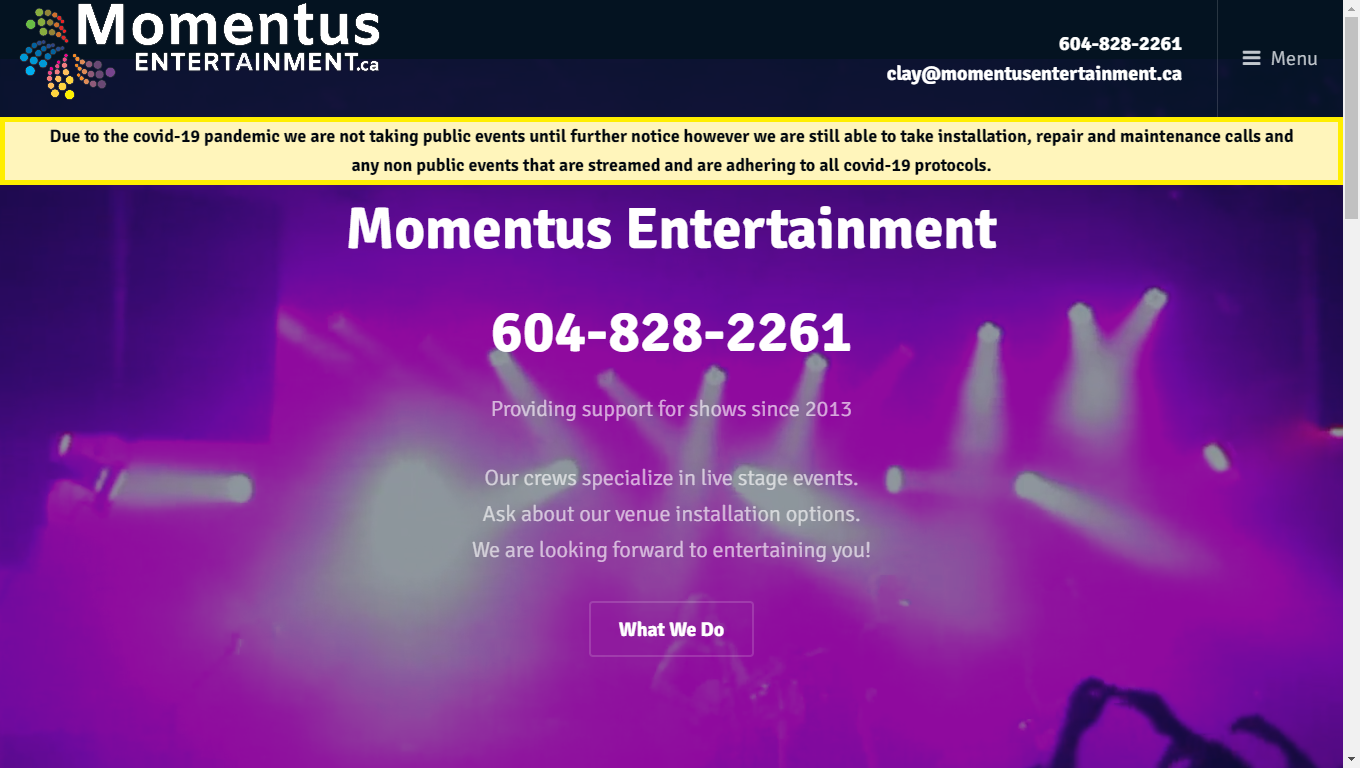 Momentus
ENTERTAINMENT.ca
604-828-2261
clay@momentusentertainment.ca
Menu
Due to the covid-19 pandemic we are not taking public events until further notice however we are still able to take installation, repair and maintenance calls and
any non public events that are streamed and are adhering to all covid-19 protocols.
Momentus Entertainment
604-828-2261
Providing support for shows since 2013
Our crews specialize in live stage events.
Ask about our venue installation options.
We are looking forward to entertaining you!
What We Do